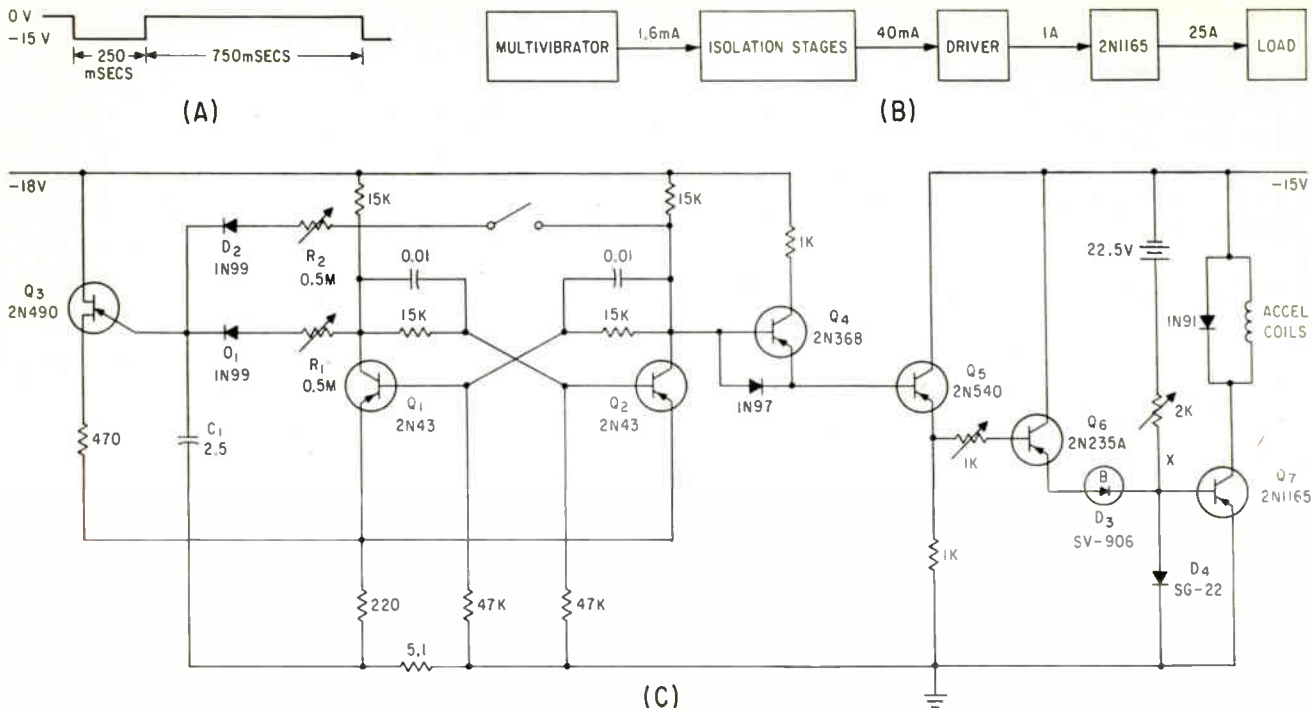 0 V
-15 V
250
mSECS
750mSECS
(A)
MULTIVIBRATOR
1.6mA
ISOLATION STAGES
40mA
DRIVER
1A
2N1165
25A
LOAD
(B)
-18V
-15V
15K
15K
D2
1N99
R2
0.5M
0.01
0.01
1K
22.5V
Q3
2N490
15K
15K
Q4
2N368
1N91
ACCEL
COILS
O1
1N99
R1
0.5M
Q1
2N43
Q2
2N43
1N97
Q5
2N540
2K
470
C1
2.5
1K
Q6
2N235A
X
B
Q7
2N1165
D3
SV-906
1K
D4
SG-22
220
47K
47K
5.1
(C)